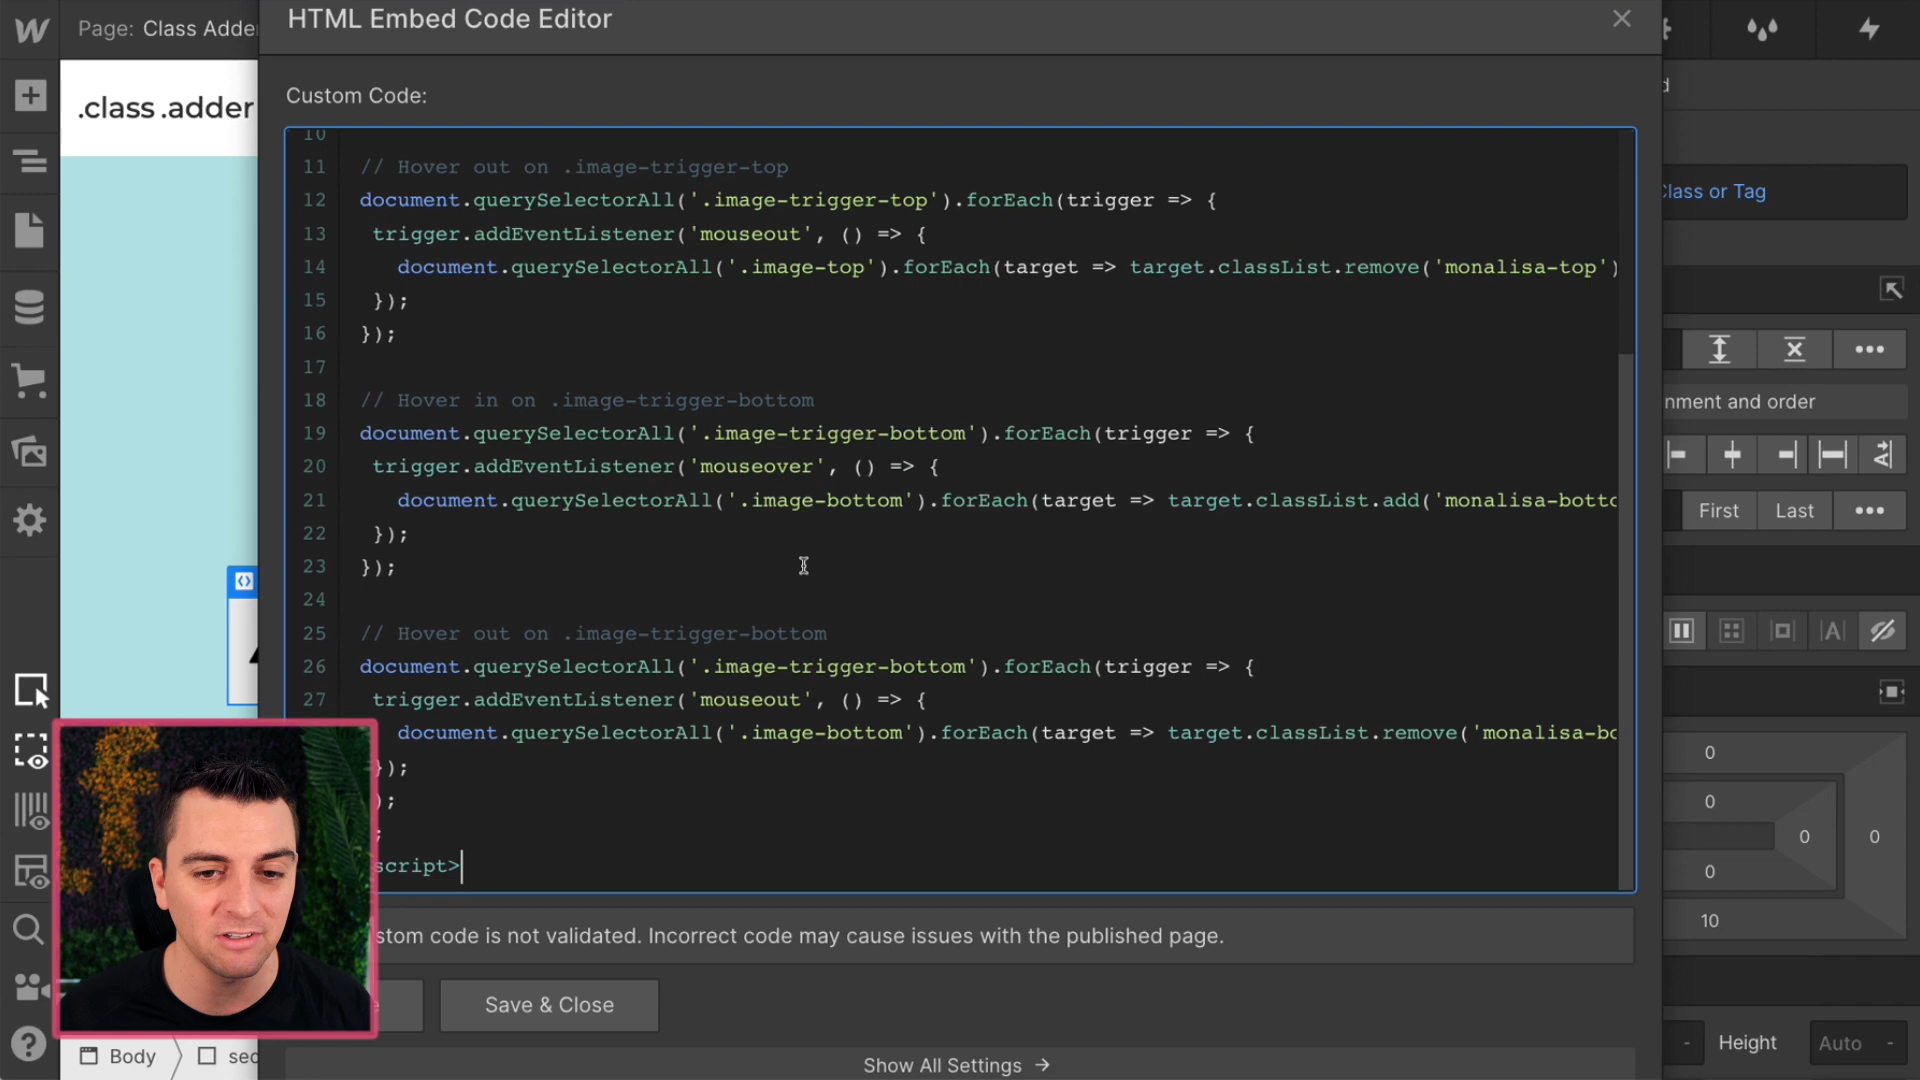 HTML Embed Code Editor
Page: Class Adde
Custom Code:
.class .adder
10
11 // Hover out on .image-trigger-top
12 document.querySelectorAll('.image-trigger-top').forEach(trigger => {
13 trigger.addEventListener('mouseout', () => {
14 document.querySelectorAll('.image-top').forEach(target => target.classList.remove('monalisa-top')
15 });
16 });
17
18 // Hover in on .image-trigger-bottom
19 document.querySelectorAll('.image-trigger-bottom').forEach(trigger => {
20 trigger.addEventListener('mouseover', () => {
21 document.querySelectorAll('.image-bottom').forEach(target => target.classList.add('monalisa-botto
22 });
23 });
24
25 // Hover out on .image-trigger-bottom
26 document.querySelectorAll('.image-trigger-bottom').forEach(trigger => {
27 trigger.addEventListener('mouseout', () => {
document.querySelectorAll('.image-bottom').forEach(target => target.classList.remove('monalisa-bo
});
);
;
script>
stom code is not validated. Incorrect code may cause issues with the published page.
Save & Close
Show All Settings →
Body
sec
Class or Tag
nment and order
First
Last
0
0
0
0
0
10
Height
Auto
-